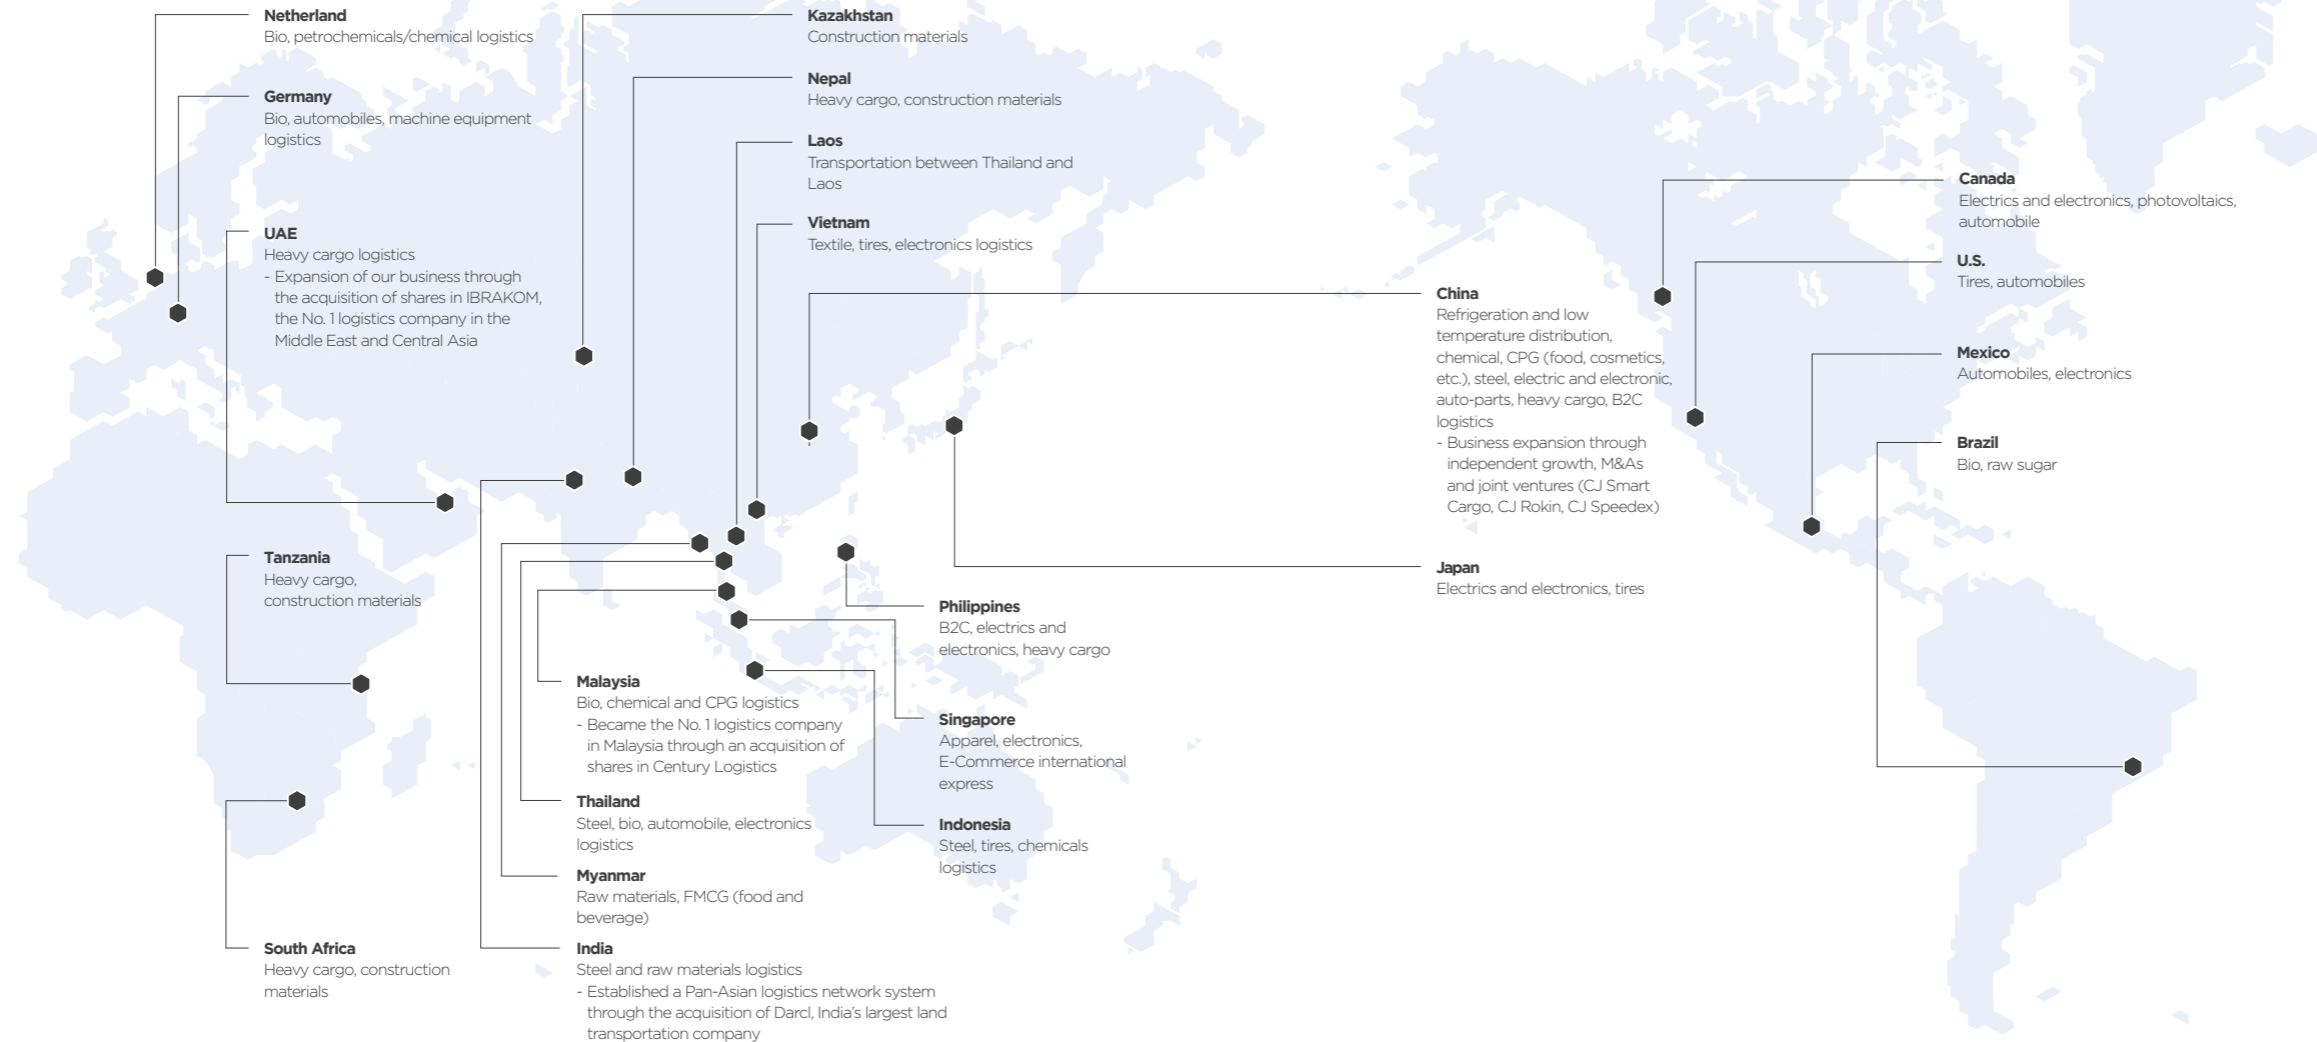 Netherland
Bio, petrochemicals/chemical logistics
Germany
Bio, automobiles, machine equipment
logistics
UAE
Heavy cargo logistics
- Expansion of our business through
the acquisition of shares in IBRAKOM,
the No. 1 logistics company in the
Middle East and Central Asia
Tanzania
Heavy cargo,
construction materials
South Africa
Heavy cargo, construction
materials
Kazakhstan
Construction materials
Nepal
Heavy cargo, construction materials
Laos
Transportation between Thailand and
Laos
Vietnam
Textile, tires, electronics logistics
Malaysia
Bio, chemical and CPG logistics
- Became the No. 1 logistics company
in Malaysia through an acquisition of
shares in Century Logistics
Thailand
Steel, bio, automobile, electronics
logistics
Myanmar
Raw materials, FMCG (food and
beverage)
India
Steel and raw materials logistics
- Established a Pan-Asian logistics network system
through the acquisition of Darcl, India's largest land
transportation company
Philippines
B2C, electrics and
electronics, heavy cargo
Singapore
Apparel, electronics,
E-Commerce international
express
Indonesia
Steel, tires, chemicals
logistics
China
Refrigeration and low
temperature distribution,
chemical, CPG (food, cosmetics,
etc.), steel, electric and electronic,
auto-parts, heavy cargo, B2C
logistics
- Business expansion through
independent growth, M&As
and joint ventures (CJ Smart
Cargo, CJ Rokin, CJ Speedex)
Japan
Electrics and electronics, tires
Canada
Electrics and electronics, photovoltaics,
automobile
U.S.
Tires, automobiles
Mexico
Automobiles, electronics
Brazil
Bio, raw sugar